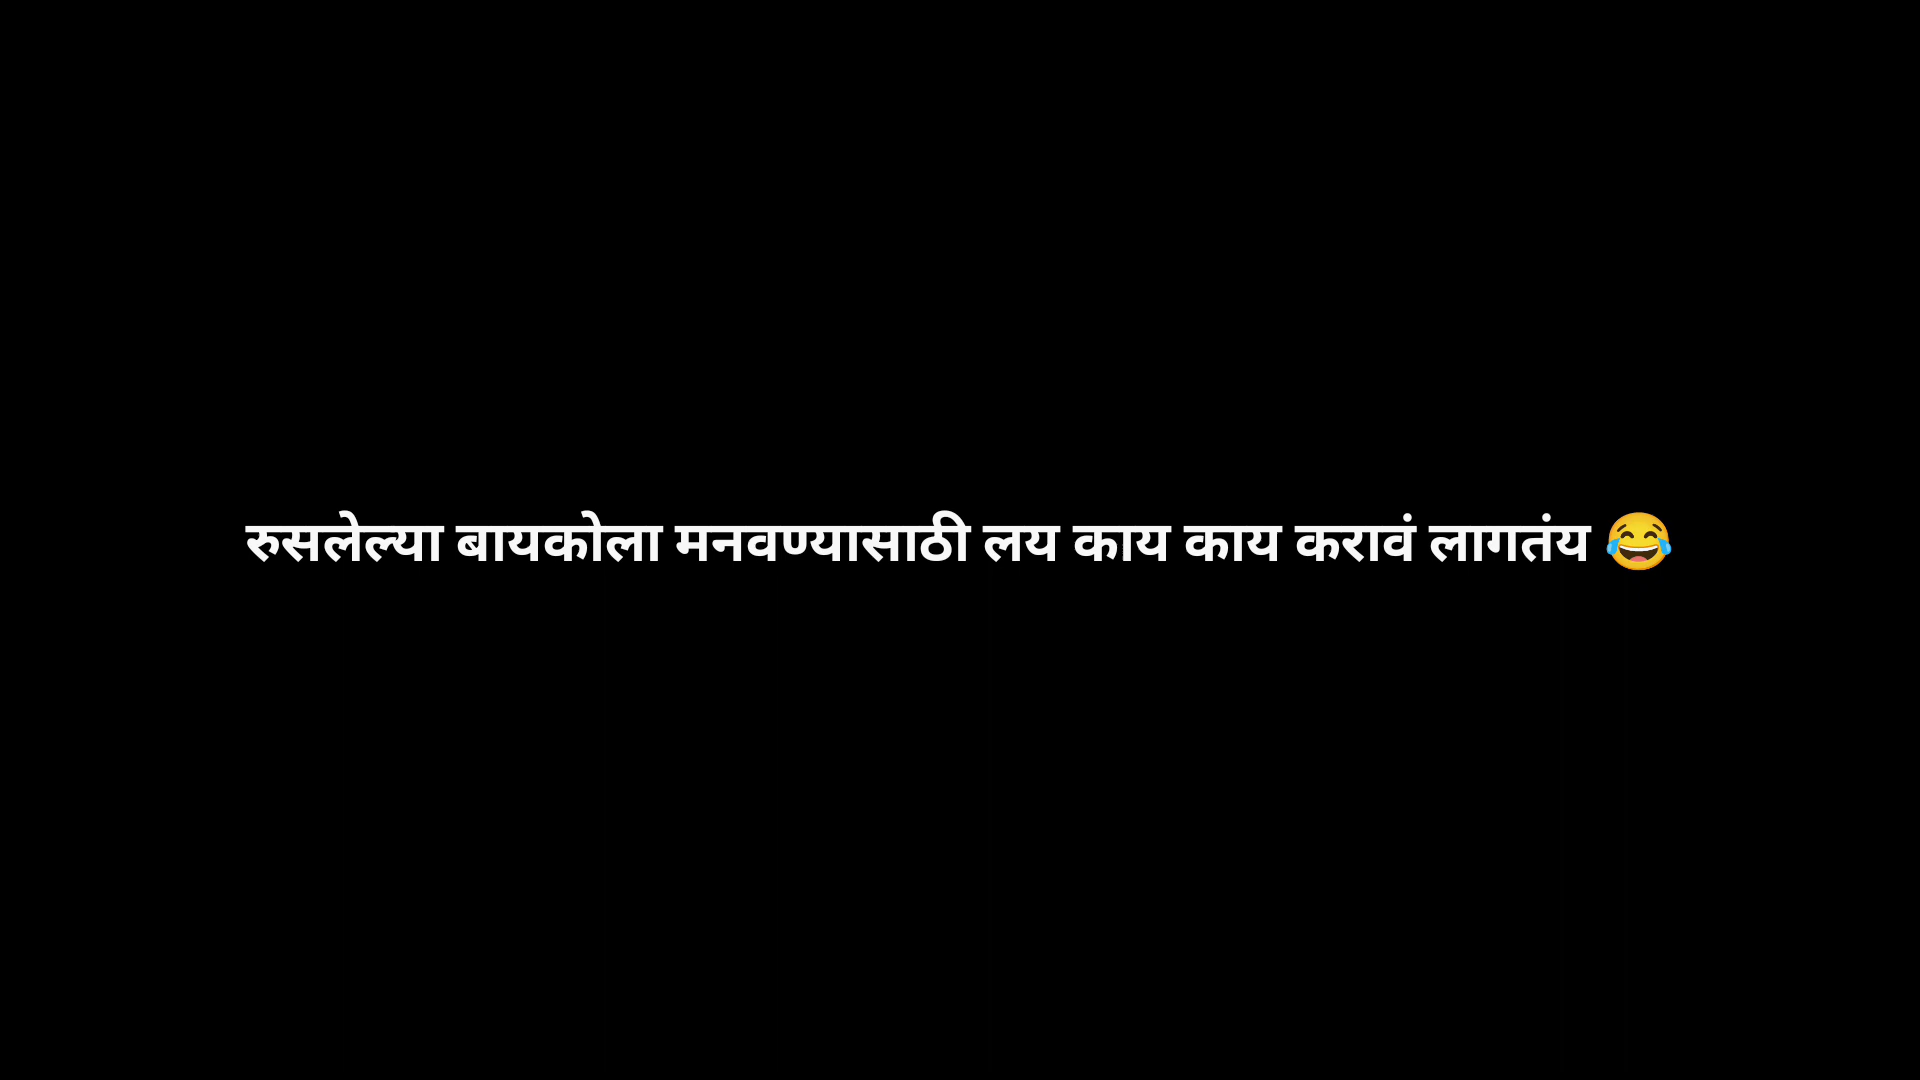 रुसलेल्या बायकोला मनवण्यासाठी लय काय काय करावं लागतंय 😂